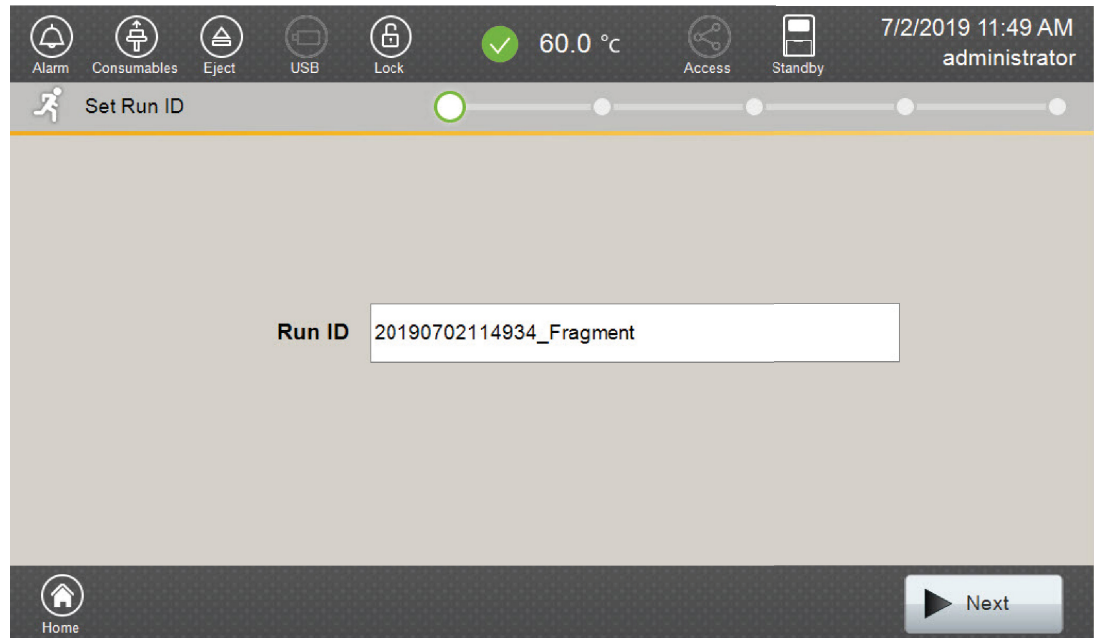 Alarm Consumables Eject USB Lock 60.0 °c Access Standby 7/2/2019 11:49 AM
administrator
Set Run ID
Run ID 20190702114934_Fragment
Home Next